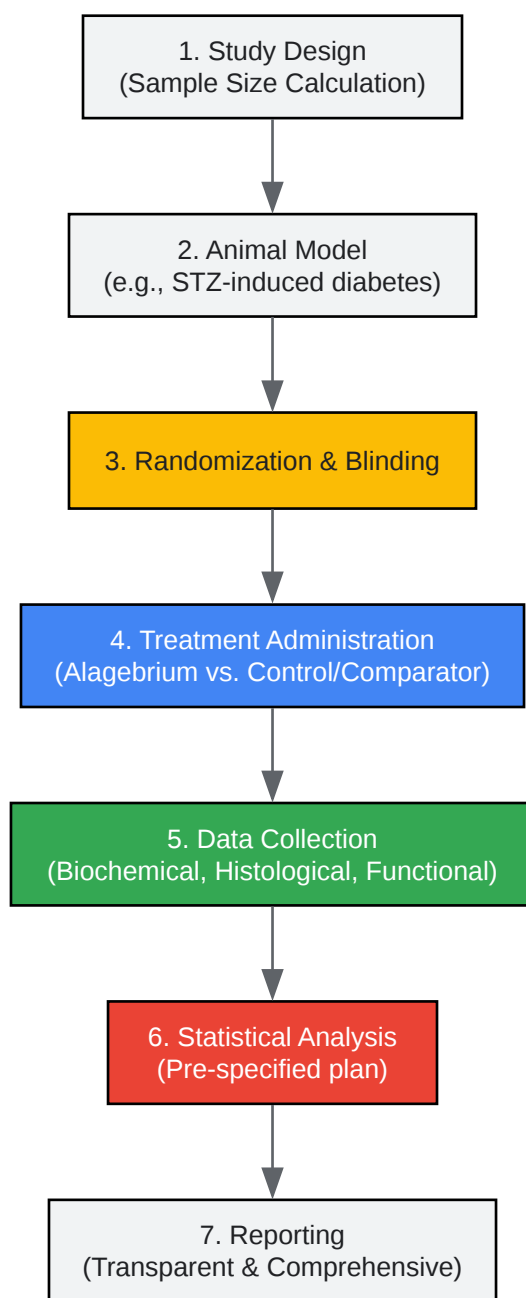 1. Study Design
(Sample Size Calculation)
2. Animal Model
(e.g., STZ-induced diabetes)
3. Randomization & Blinding
4. Treatment Administration
(Alagebrium vs. Control/Comparator)
5. Data Collection
(Biochemical, Histological, Functional)
6. Statistical Analysis
(Pre-specified plan)
7. Reporting
(Transparent & Comprehensive)